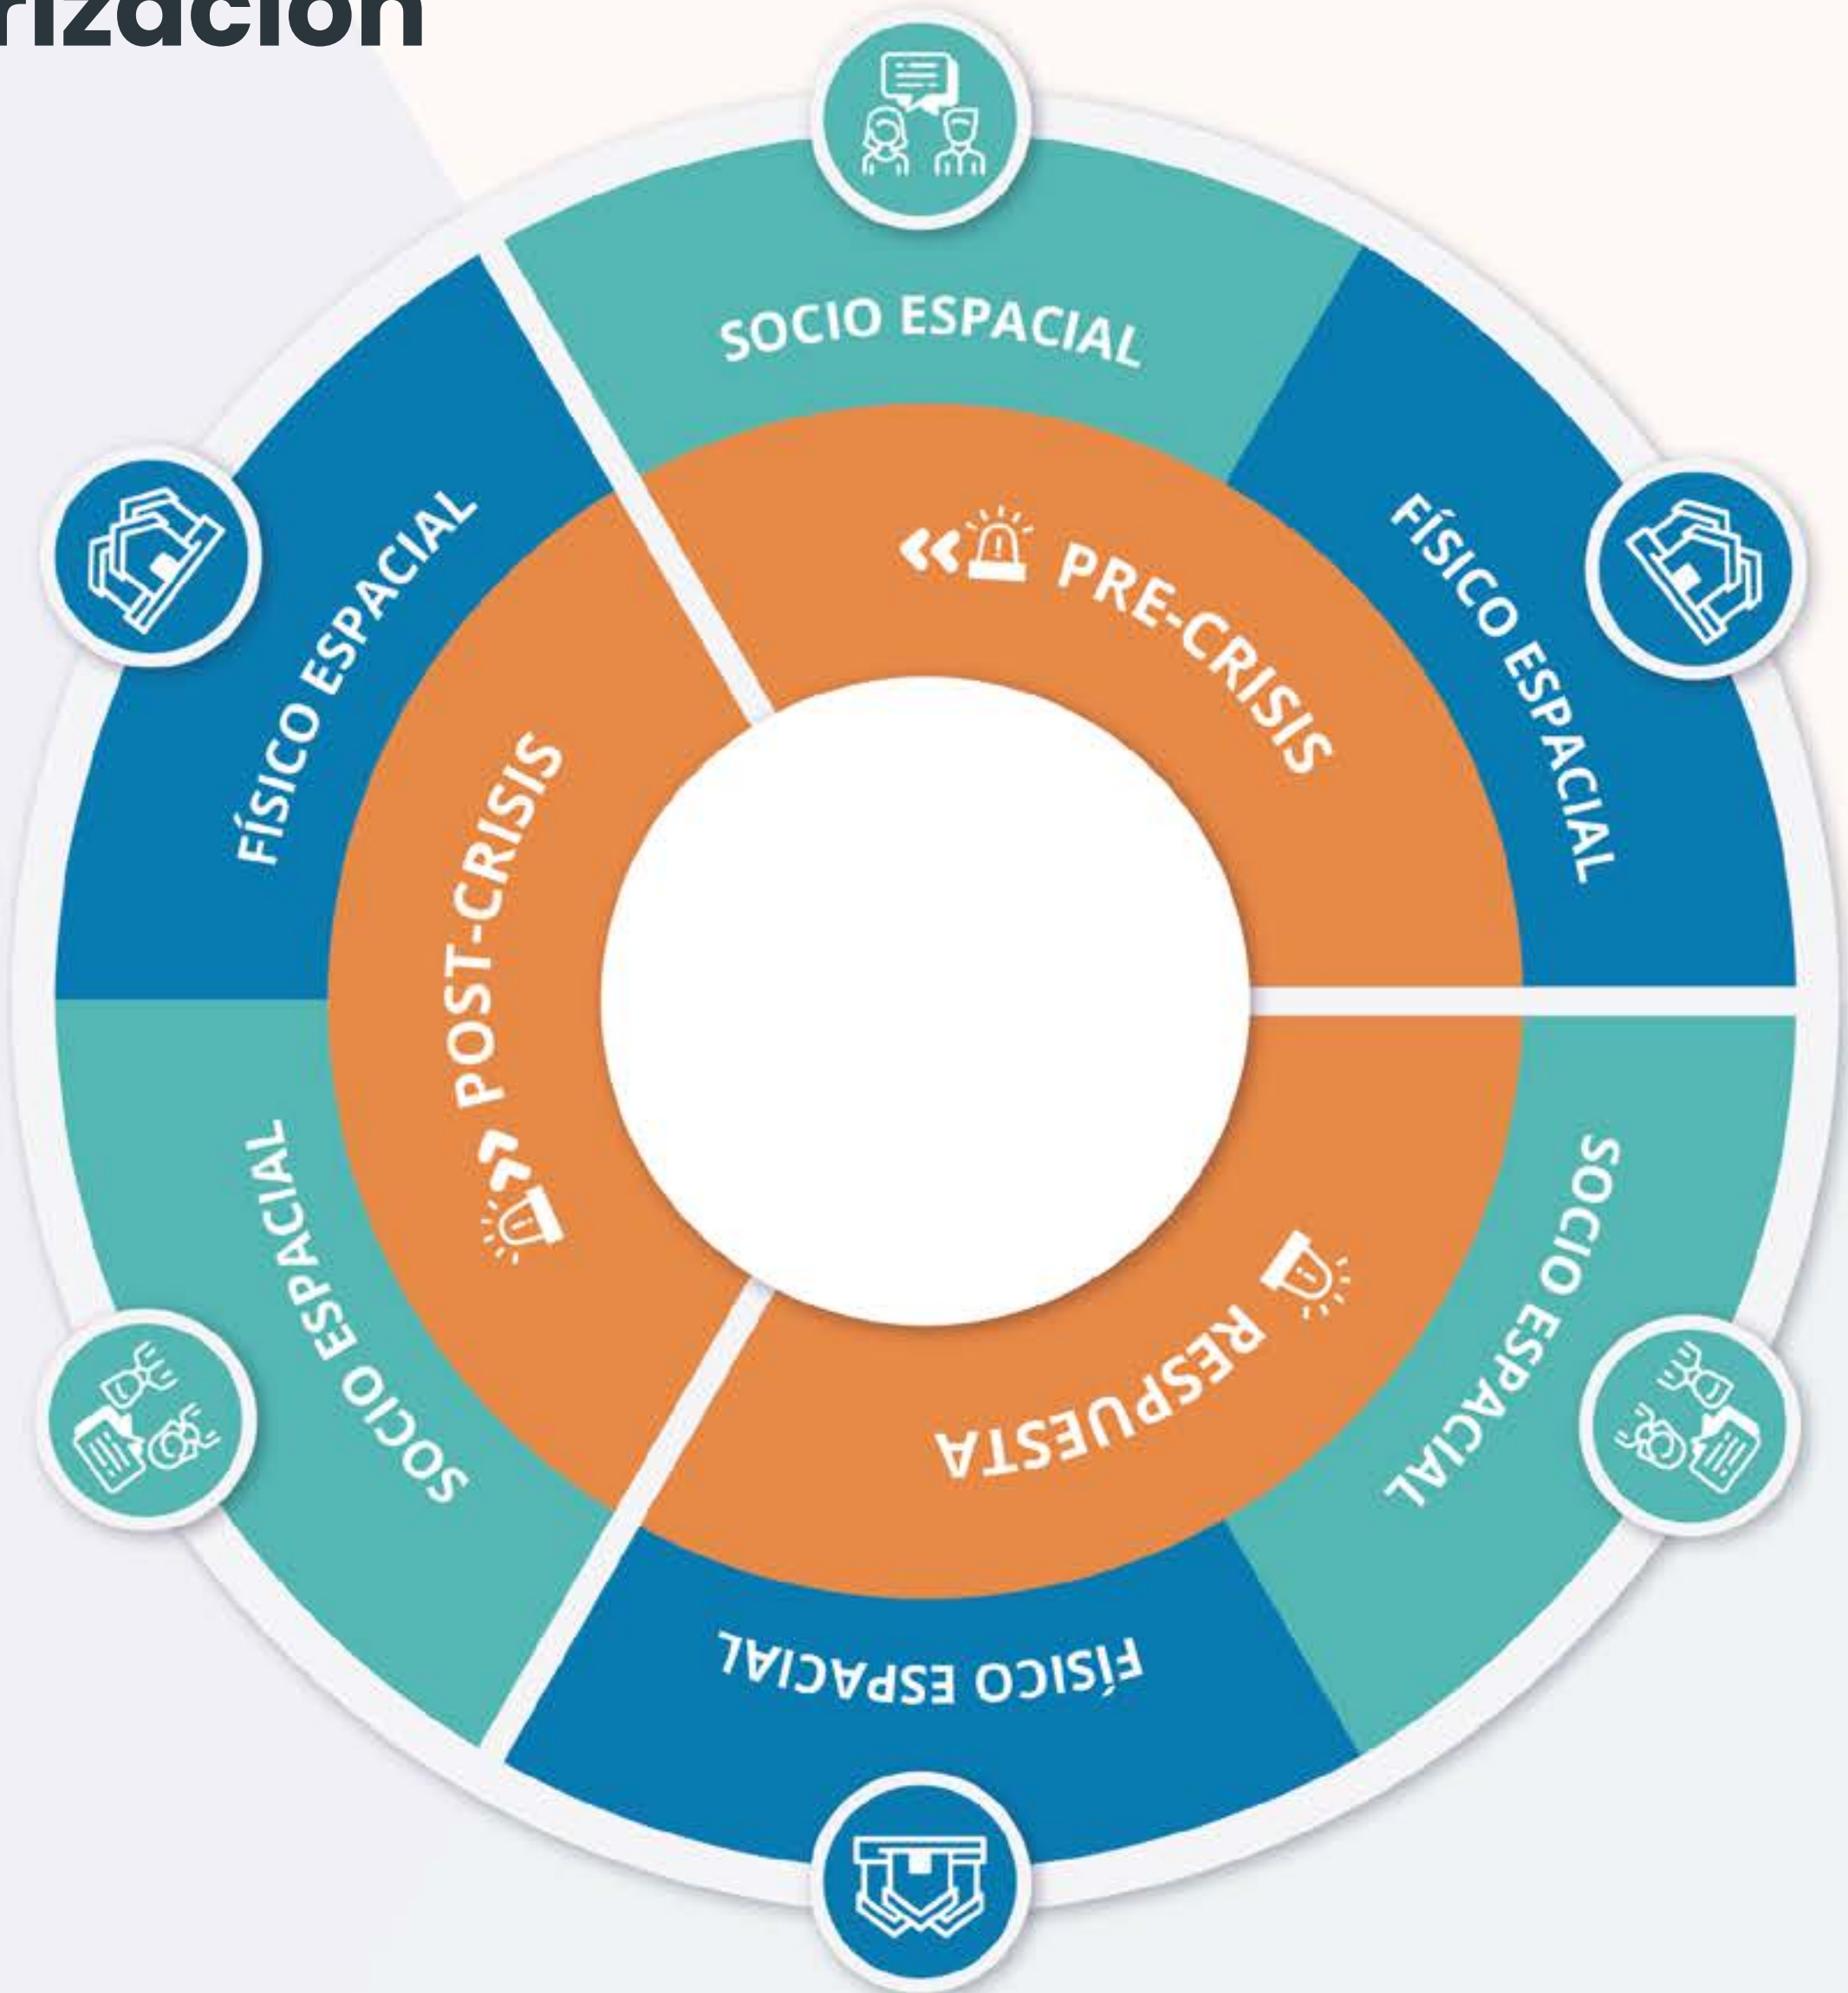 rización
SOCIO ESPACIAL
FÍSICO ESPACIAL
PRE-CRISIS
SOCIO ESPACIAL
FÍSICO ESPACIAL
RESPUESTA
SOCIO ESPACIAL
FÍSICO ESPACIAL
POST-CRISIS